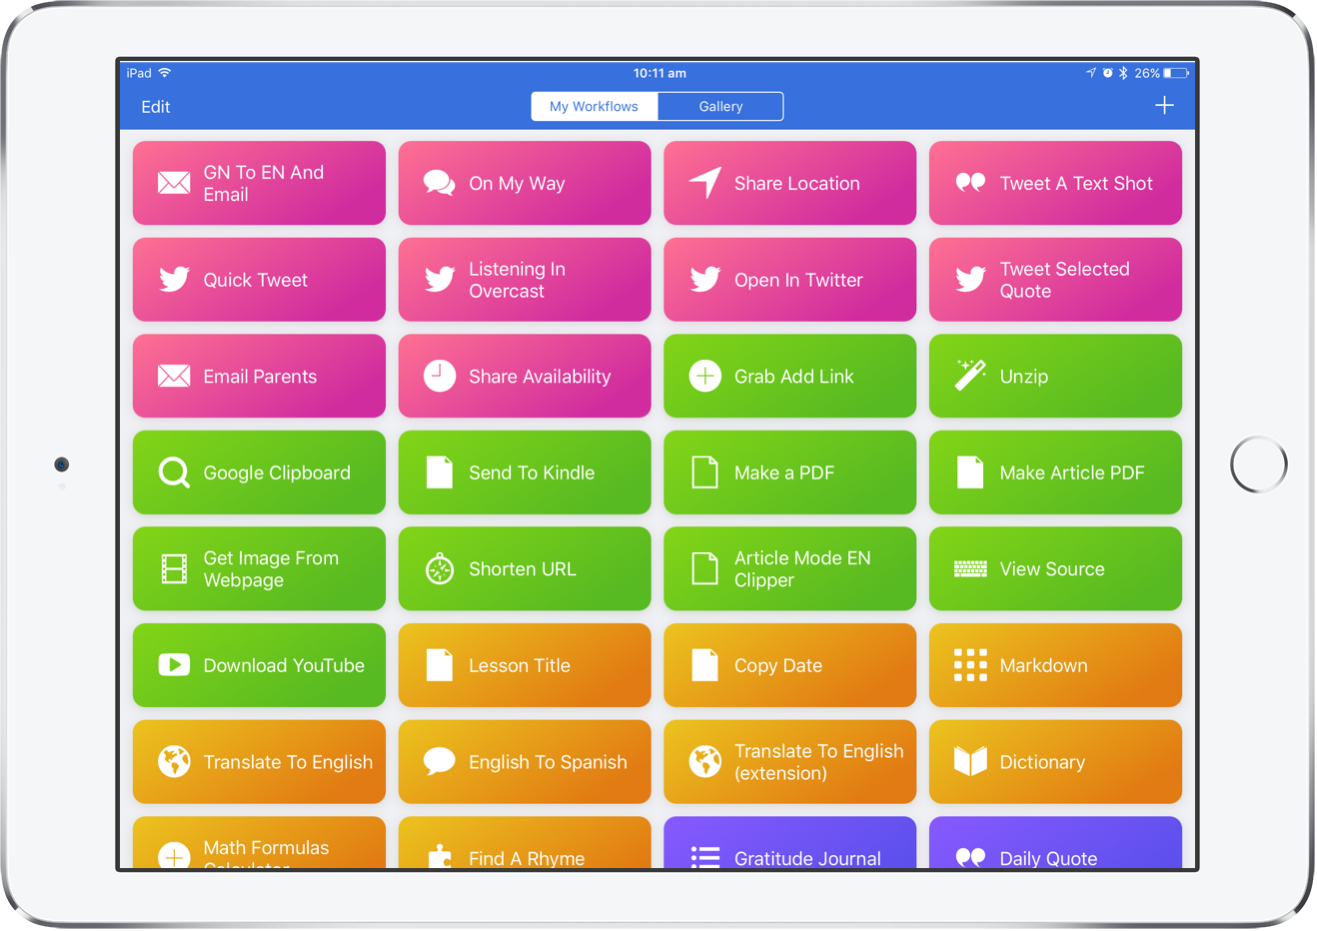 iPad
10:11 am
26%
Edit
My Workflows
Gallery
GN To EN And
Email
On My Way
Share Location
Tweet A Text Shot
Quick Tweet
Listening In
Overcast
Open In Twitter
Tweet Selected
Quote
Email Parents
Share Availability
Grab Add Link
Unzip
Google Clipboard
Send To Kindle
Make a PDF
Make Article PDF
Get Image From
Webpage
Shorten URL
Article Mode EN
Clipper
View Source
Download YouTube
Lesson Title
Copy Date
Markdown
Translate To English
English To Spanish
Translate To English
(extension)
Dictionary
Math Formulas
Calculator
Find A Rhyme
Gratitude Journal
Daily Quote